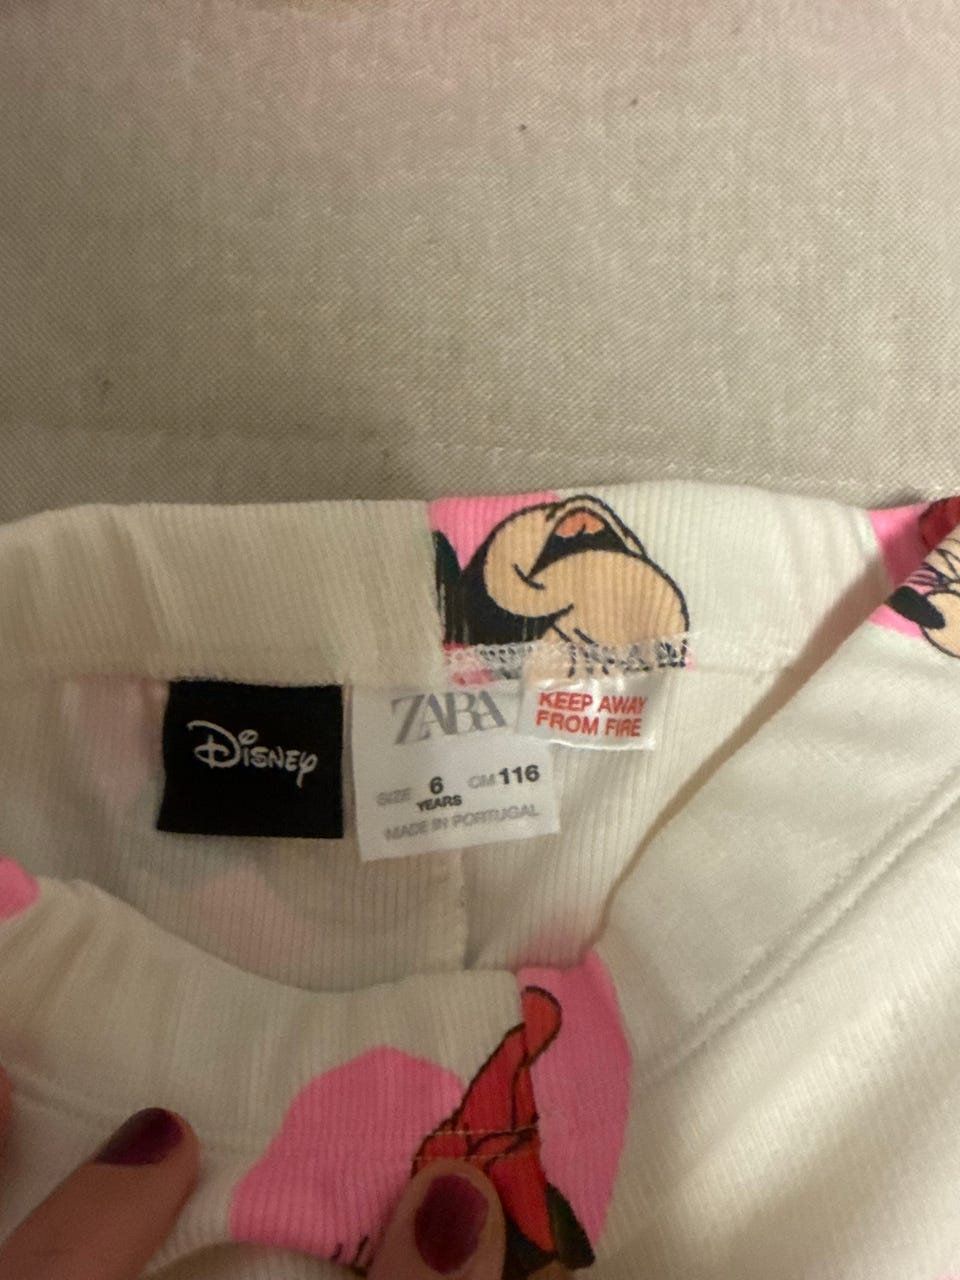 Disney
ZARA
SIZE 6 YEARS CM 116
MADE IN PORTUGAL
KEEP AWAY
FROM FIRE